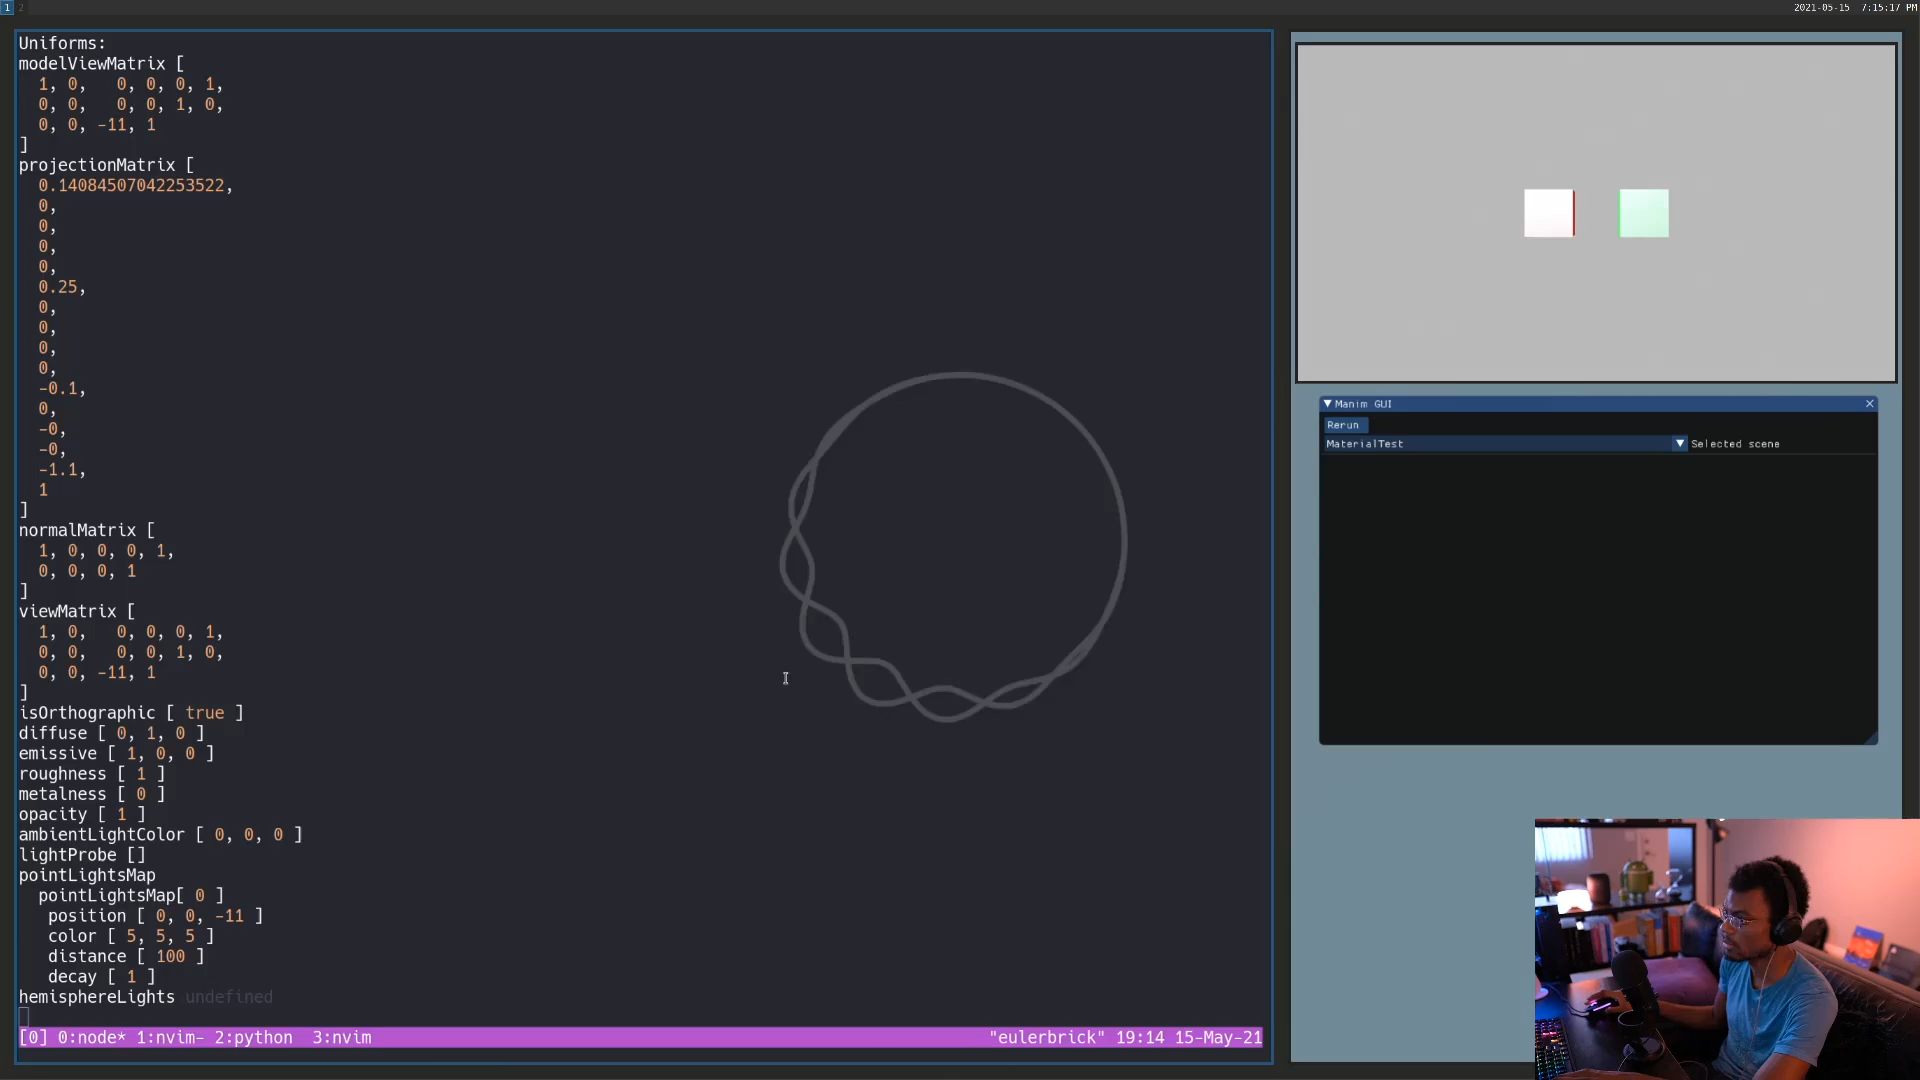 1 2
2021-05-15 7:15:17 PM
Uniforms:
modelViewMatrix [
1, 0, 0, 0, 0, 1,
0, 0, 0, 0, 1, 0,
0, 0, -11, 1
]
projectionMatrix [
0.14084507042253522,
0,
0,
0,
0,
0.25,
0,
0,
0,
0,
-0.1,
0,
-0,
-0,
-1.1,
1
]
normalMatrix [
1, 0, 0, 0, 1,
0, 0, 0, 1
]
viewMatrix [
1, 0, 0, 0, 0, 1,
0, 0, 0, 0, 1, 0,
0, 0, -11, 1
]
isOrthographic [ true ]
diffuse [ 0, 1, 0 ]
emissive [ 1, 0, 0 ]
roughness [ 1 ]
metalness [ 0 ]
opacity [ 1 ]
ambientLightColor [ 0, 0, 0 ]
lightProbe []
pointLightsMap
pointLightsMap[ 0 ]
position [ 0, 0, -11 ]
color [ 5, 5, 5 ]
distance [ 100 ]
decay [ 1 ]
hemisphereLights undefined
[0] 0:node* 1:nvim- 2:python 3:nvim "eulerbrick" 19:14 15-May-21
Manim GUI
Rerun
MaterialTest Selected scene